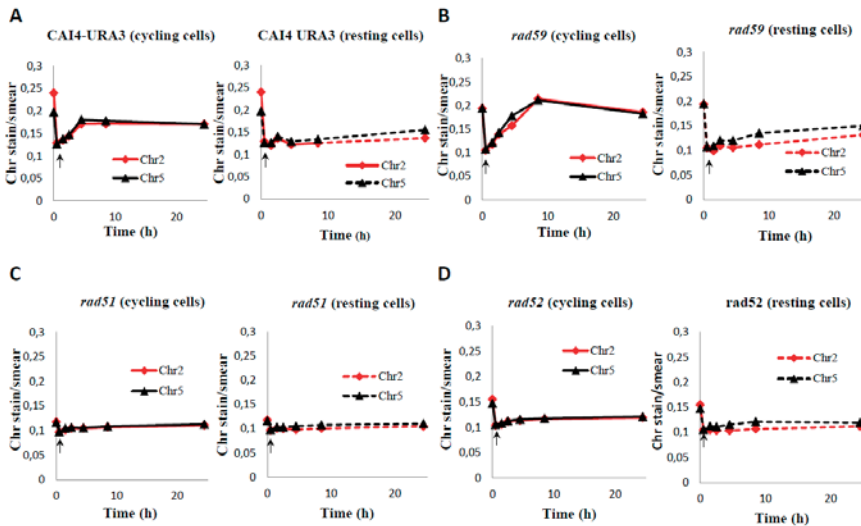 A
CAI4-URA3 (cycling cells)
Chr stain/smear
0,3
0,25
0,2
0,15
0,1
0,05
0
0
20
Time (h)
Chr2
Chr5
CAI4 URA3 (resting cells)
Chr stain/smear
0,3
0,25
0,2
0,15
0,1
0,05
0
0
20
Time (h)
Chr2
Chr5
B
rad59 (cycling cells)
Chr stain/smear
0,3
0,25
0,2
0,15
0,1
0,05
0
0
20
Time (h)
Chr2
Chr5
rad59 (resting cells)
Chr stain/smear
0,3
0,25
0,2
0,15
0,1
0,05
0
0
20
Time (h)
Chr2
Chr5
C
rad51 (cycling cells)
Chr stain/smear
0,3
0,25
0,2
0,15
0,1
0,05
0
0
20
Time (h)
Chr2
Chr5
rad51 (resting cells)
Chr stain/smear
0,3
0,25
0,2
0,15
0,1
0,05
0
0
20
Time (h)
Chr2
Chr5
D
rad52 (cycling cells)
Chr stain/smear
0,3
0,25
0,2
0,15
0,1
0,05
0
0
20
Time (h)
Chr2
Chr5
rad52 (resting cells)
Chr stain/smear
0,3
0,25
0,2
0,15
0,1
0,05
0
0
20
Time (h)
Chr2
Chr5